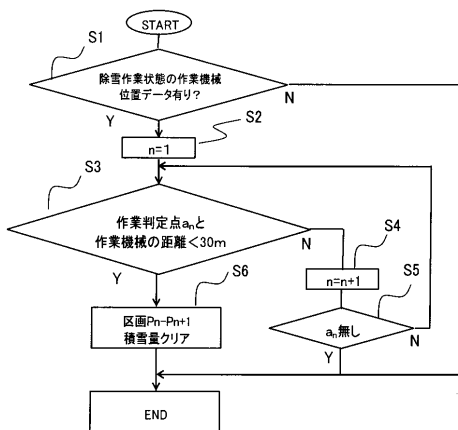 START
S1
除雪作業状態の作業機械
位置データ有り?
N
Y
S2
n=1
S3
作業判定点anと
作業機械の距離<30m
N
Y
S4
n=n+1
S5
S6
区画Pn-Pn+1
積雪量クリア
an無し
N
Y
END